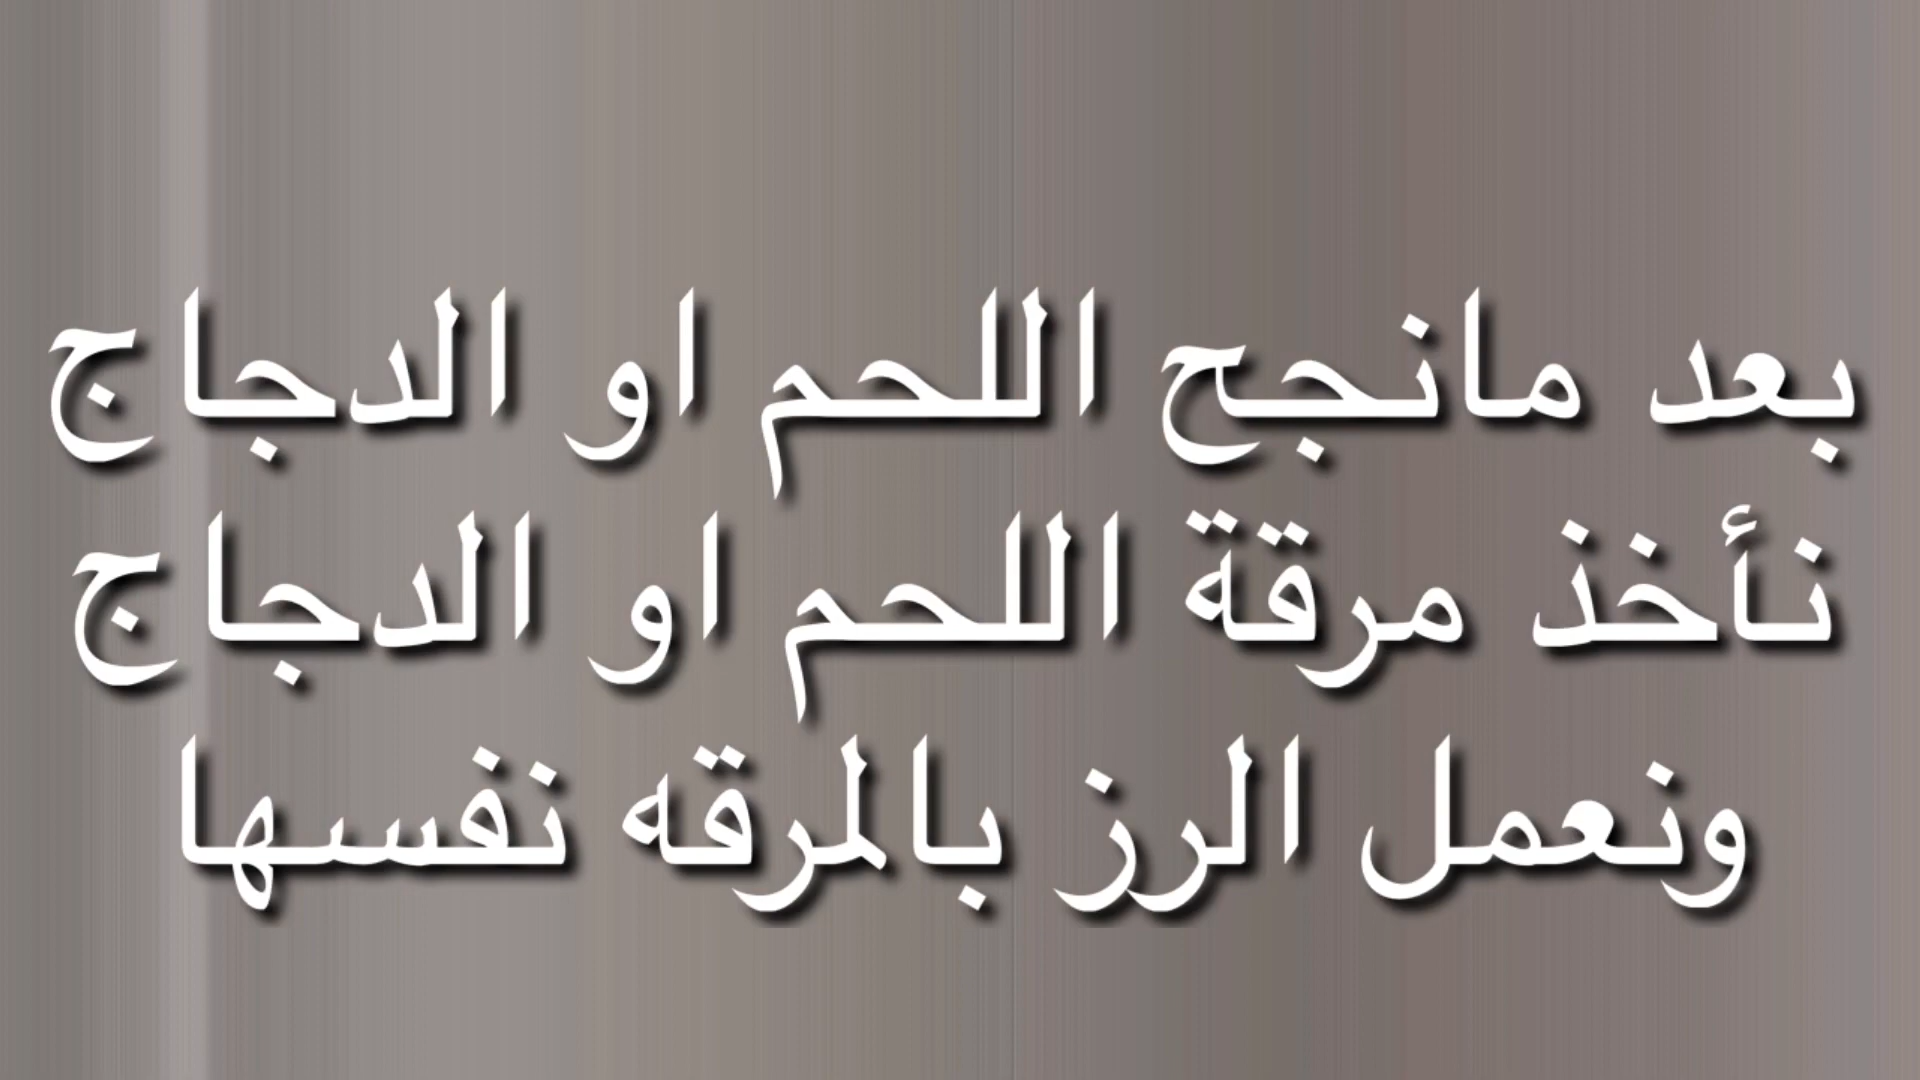 بعد مانجح اللحم او الدجاج
نأخذ مرقة اللحم او الدجاج
ونعمل الرز بالمرقه نفسها